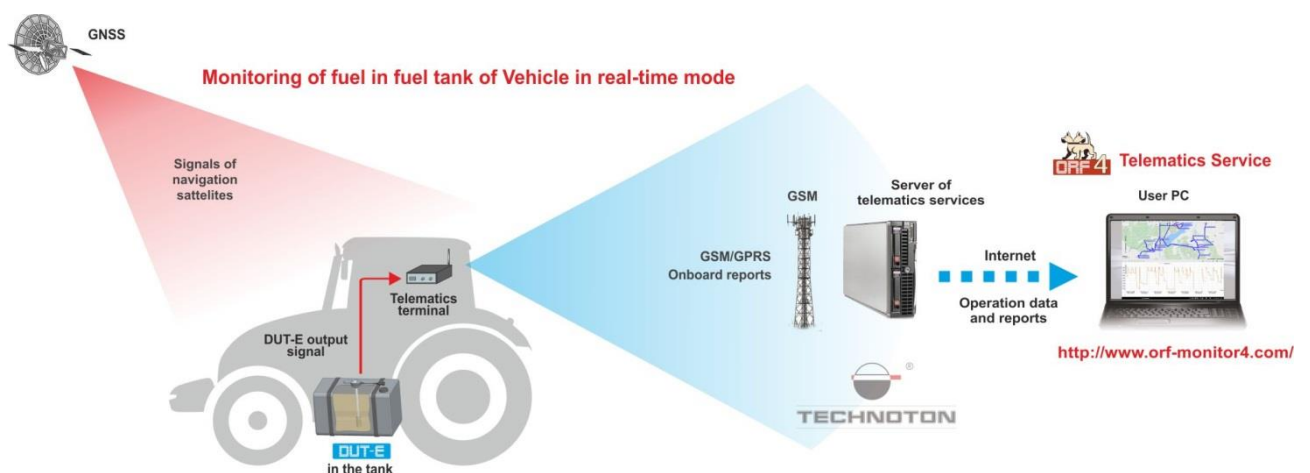 GNSS
Monitoring of fuel in fuel tank of Vehicle in real-time mode
Signals of
navigation
sattelites
Telematics
terminal
DUT-E output
signal
DUT-E
in the tank
GSM/GPRS
Onboard reports
GSM
Server of
telematics services
Internet
Operation data
and reports
ORF 4
Telematics Service
User PC
http://www.orf-monitor4.com/
®
TECHNOTON